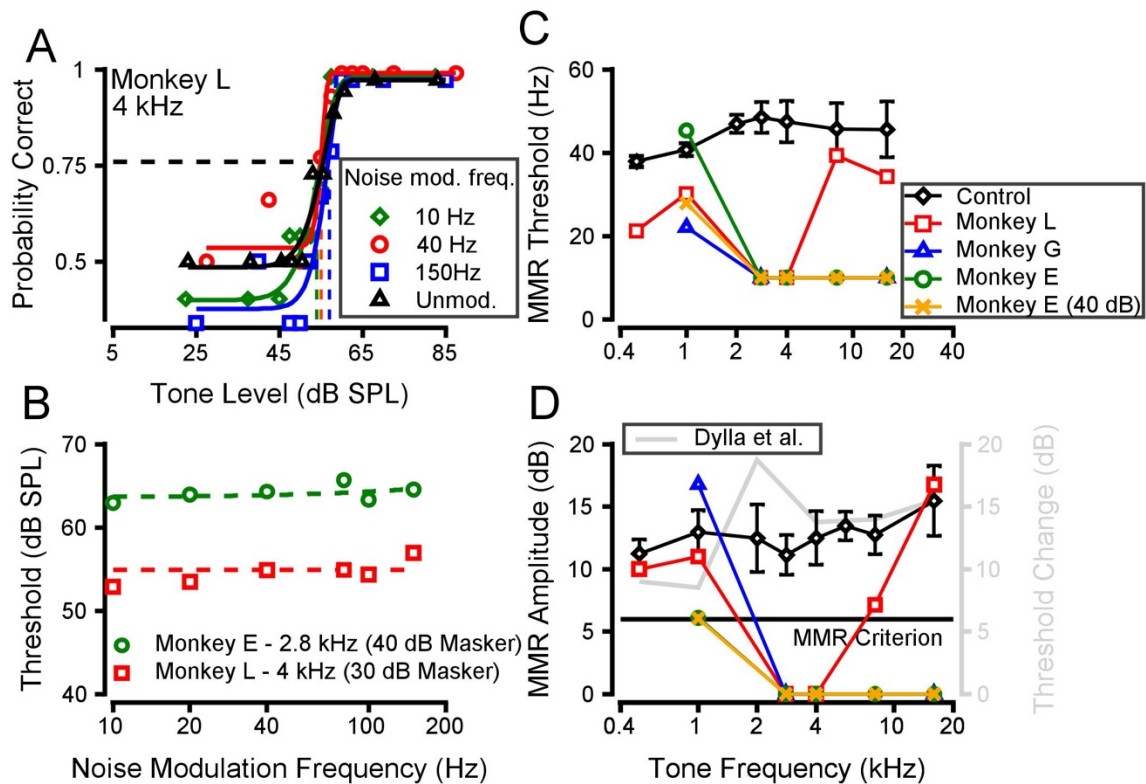 A
Monkey L
4 kHz
Probability Correct
1
0.75
0.5
Noise mod. freq.
10 Hz
40 Hz
150Hz
Unmod.
5 25 45 65 85
Tone Level (dB SPL)
B
Threshold (dB SPL)
70
60
50
40
Monkey E - 2.8 kHz (40 dB Masker)
Monkey L - 4 kHz (30 dB Masker)
10 20 40 100 200
Noise Modulation Frequency (Hz)
C
MMR Threshold (Hz)
60
40
20
0
Control
Monkey L
Monkey G
Monkey E
Monkey E (40 dB)
0.4 1 2 4 10 20 40
D
Dylla et al.
MMR Amplitude (dB)
20
15
10
5
0
MMR Criterion
20
15
10
5
0
Threshold Change (dB)
0.4 1 2 4 10 20
Tone Frequency (kHz)